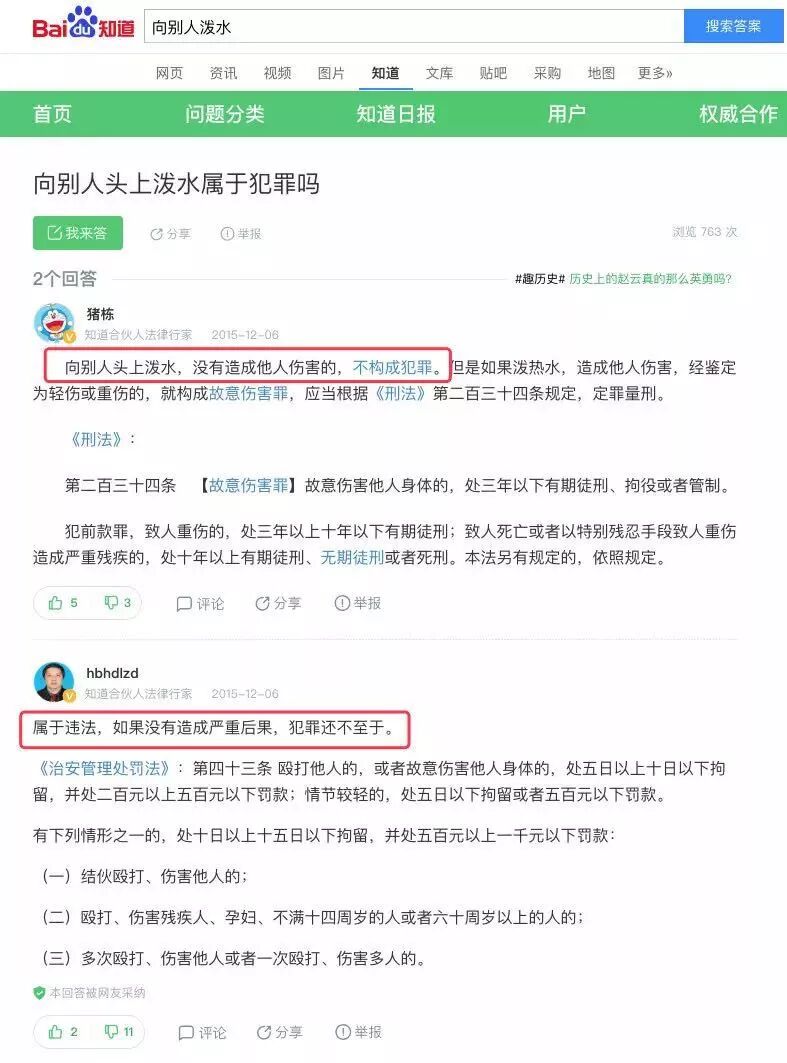 Bai du 知道
向别人泼水
搜索答案
网页 资讯 视频 图片 知道 文库 贴吧 采购 地图 更多»
首页 问题分类 知道日报 用户 权威合作
向别人头上泼水属于犯罪吗
我来答 分享 举报 浏览 763 次
2个回答 #趣历史# 历史上的赵云真的那么英勇吗?
猪栋
知道合伙人法律行家 2015-12-06
向别人头上泼水，没有造成他人伤害的，不构成犯罪。但是如果泼热水，造成他人伤害，经鉴定
为轻伤或重伤的，就构成故意伤害罪，应当根据《刑法》第二百三十四条规定，定罪量刑。
《刑法》：
第二百三十四条 【故意伤害罪】故意伤害他人身体的，处三年以下有期徒刑、拘役或者管制。
犯前款罪，致人重伤的，处三年以上十年以下有期徒刑；致人死亡或者以特别残忍手段致人重伤
造成严重残疾的，处十年以上有期徒刑、无期徒刑或者死刑。本法另有规定的，依照规定。
5 3 评论 分享 举报
hbhdlzd
知道合伙人法律行家 2015-12-06
属于违法，如果没有造成严重后果，犯罪还不至于。
《治安管理处罚法》：第四十三条 殴打他人的，或者故意伤害他人身体的，处五日以上十日以下拘
留，并处二百元以上五百元以下罚款；情节较轻的，处五日以下拘留或者五百元以下罚款。
有下列情形之一的，处十日以上十五日以下拘留，并处五百元以上一千元以下罚款：
（一）结伙殴打、伤害他人的；
（二）殴打、伤害残疾人、孕妇、不满十四周岁的人或者六十周岁以上的人的；
（三）多次殴打、伤害他人或者一次殴打、伤害多人的。
本回答被网友采纳
2 11 评论 分享 举报